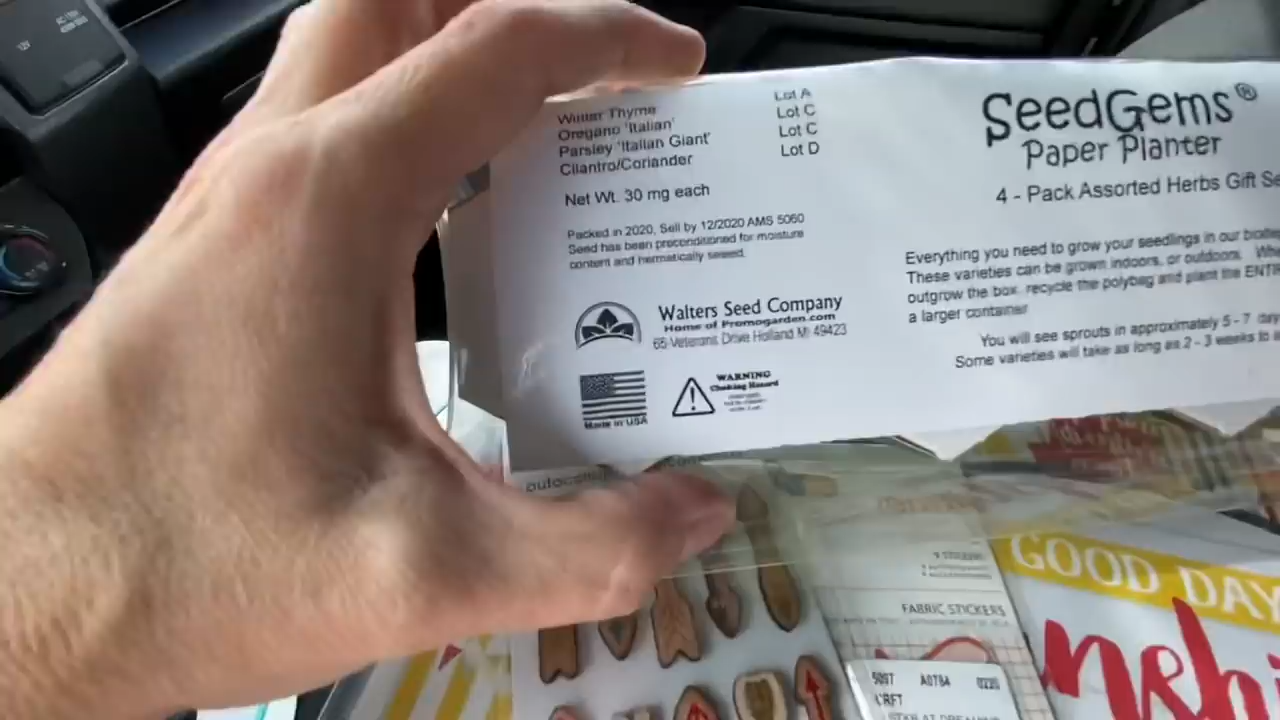 12V
Winter Thyme Lot A
Oregano 'Italian' Lot C
Parsley 'Italian Giant' Lot C
Cilantro/Coriander Lot D
Net Wt. 30 mg each
Packed in 2020, Sell by 12/2020 AMS 5060
Seed has been preconditioned for moisture
content and hermetically sealed.
Walters Seed Company
Home of Promogarden.com
65 Veterans Drive Holland MI 49423
Made in USA
WARNING
Choking Hazard
SeedGems®
Paper Planter
4 - Pack Assorted Herbs Gift Se
Everything you need to grow your seedlings in our
These varieties can be grown indoors, or outdoors.
outgrow the box, recycle the polybag and plant the ENTI
a larger container
You will see sprouts in approximately 5 - 7 day
Some varieties will take as long as 2 - 3 weeks to
FABRIC STICKERS
GOOD DAY
5097 A0784